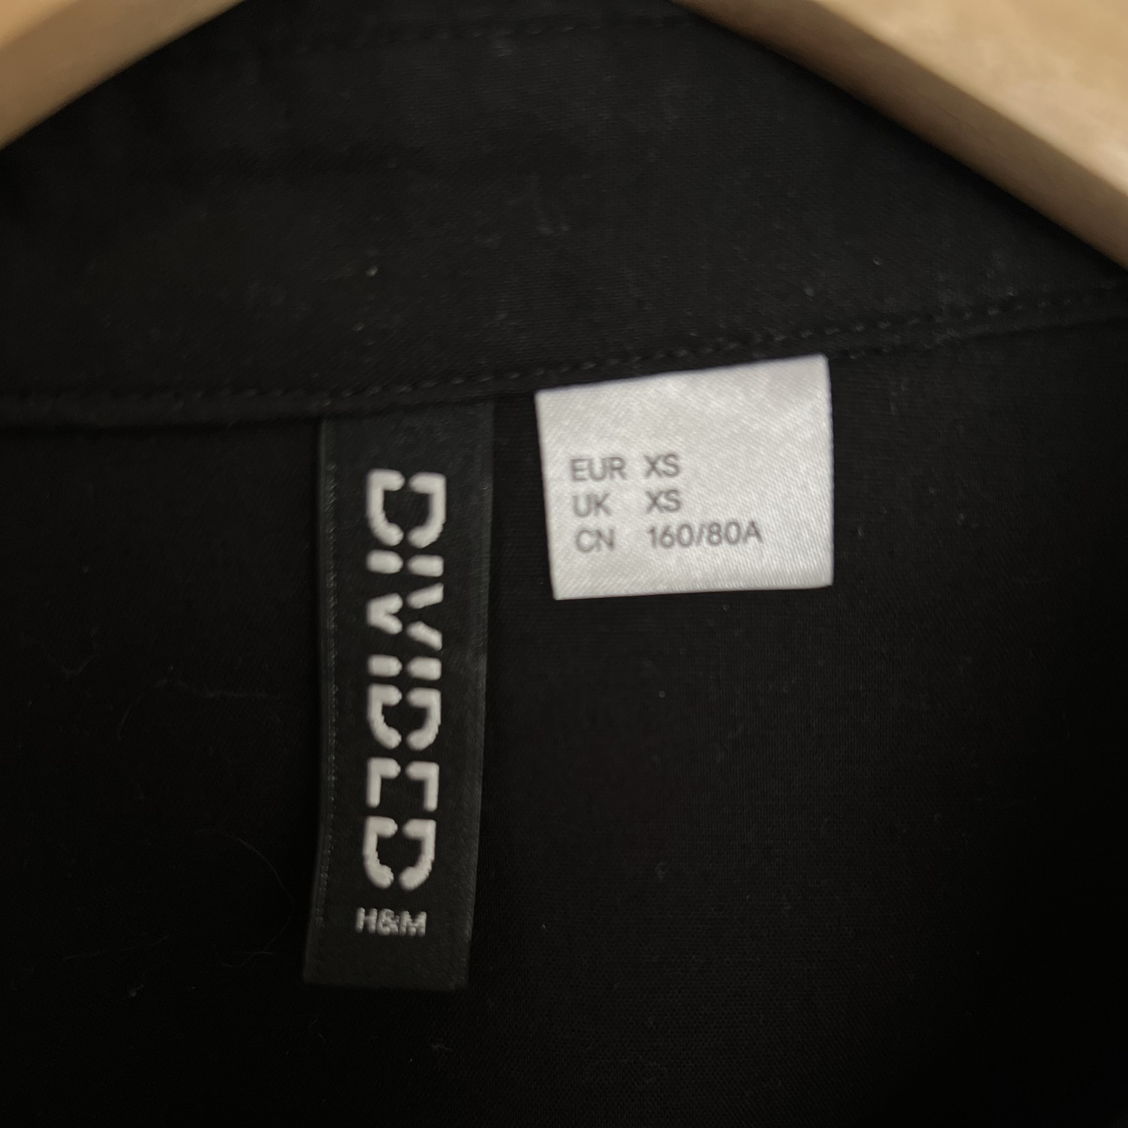 DIVIDED
H&M
EUR XS
UK XS
CN 160/80A